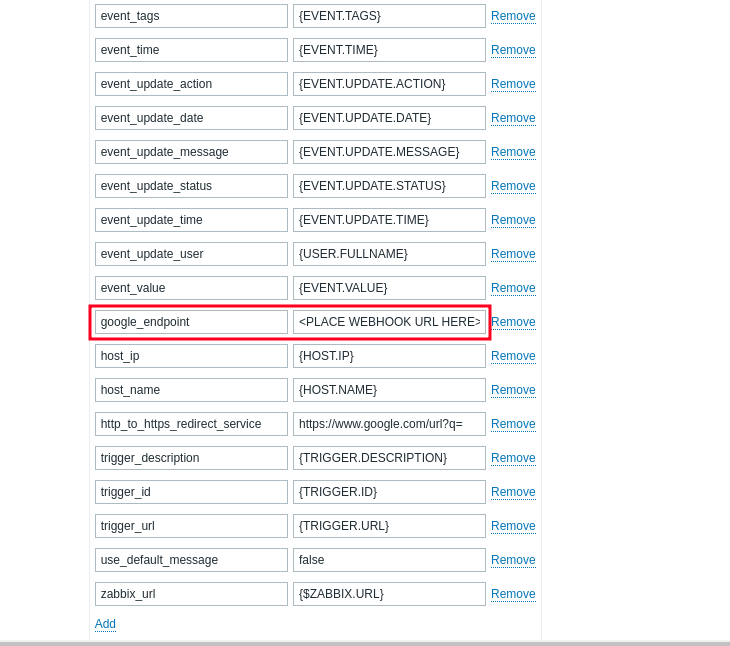 event_tags {EVENT.TAGS} Remove
event_time {EVENT.TIME} Remove
event_update_action {EVENT.UPDATE.ACTION} Remove
event_update_date {EVENT.UPDATE.DATE} Remove
event_update_message {EVENT.UPDATE.MESSAGE} Remove
event_update_status {EVENT.UPDATE.STATUS} Remove
event_update_time {EVENT.UPDATE.TIME} Remove
event_update_user {USER.FULLNAME} Remove
event_value {EVENT.VALUE} Remove
google_endpoint <PLACE WEBHOOK URL HERE> Remove
host_ip {HOST.IP} Remove
host_name {HOST.NAME} Remove
http_to_https_redirect_service https://www.google.com/url?q= Remove
trigger_description {TRIGGER.DESCRIPTION} Remove
trigger_id {TRIGGER.ID} Remove
trigger_url {TRIGGER.URL} Remove
use_default_message false Remove
zabbix_url {$ZABBIX.URL} Remove
Add